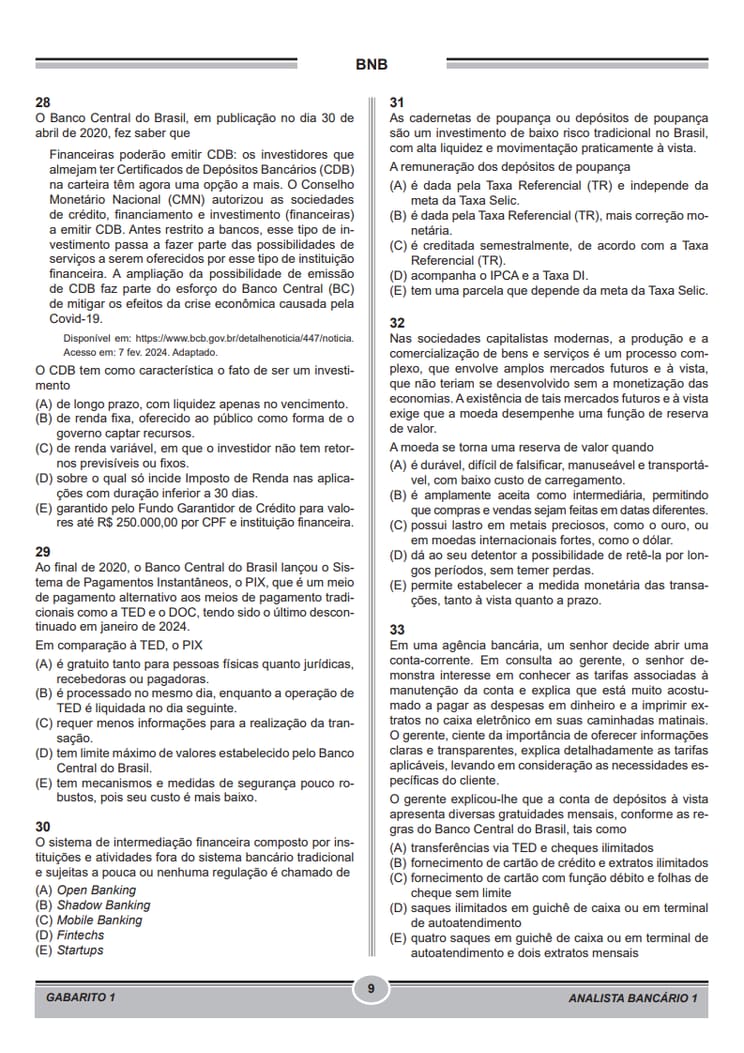 BNB
28
O Banco Central do Brasil, em publicação no dia 30 de
abril de 2020, fez saber que
Financeiras poderão emitir CDB: os investidores que
almejam ter Certificados de Depósitos Bancários (CDB)
na carteira têm agora uma opção a mais. O Conselho
Monetário Nacional (CMN) autorizou as sociedades
de crédito, financiamento e investimento (financeiras)
a emitir CDB. Antes restrito a bancos, esse tipo de in-
vestimento passa a fazer parte das possibilidades de
serviços a serem oferecidos por esse tipo de instituição
financeira. A ampliação da possibilidade de emissão
de CDB faz parte do esforço do Banco Central (BC)
de mitigar os efeitos da crise econômica causada pela
Covid-19.
Disponível em: https://www.bcb.gov.br/detalhenoticia/447/noticia.
Acesso em: 7 fev. 2024. Adaptado.
O CDB tem como característica o fato de ser um investi-
mento
(A) de longo prazo, com liquidez apenas no vencimento.
(B) de renda fixa, oferecido ao público como forma de o
governo captar recursos.
(C) de renda variável, em que o investidor não tem retor-
nos previsíveis ou fixos.
(D) sobre o qual só incide Imposto de Renda nas aplica-
ções com duração inferior a 30 dias.
(E) garantido pelo Fundo Garantidor de Crédito para valo-
res até R$ 250.000,00 por CPF e instituição financeira.
29
Ao final de 2020, o Banco Central do Brasil lançou o Sis-
tema de Pagamentos Instantâneos, o PIX, que é um meio
de pagamento alternativo aos meios de pagamento tradi-
cionais como a TED e o DOC, tendo sido o último descon-
tinuado em janeiro de 2024.
Em comparação à TED, o PIX
(A) é gratuito tanto para pessoas físicas quanto jurídicas,
recebedoras ou pagadoras.
(B) é processado no mesmo dia, enquanto a operação de
TED é liquidada no dia seguinte.
(C) requer menos informações para a realização da tran-
sação.
(D) tem limite máximo de valores estabelecido pelo Banco
Central do Brasil.
(E) tem mecanismos e medidas de segurança pouco ro-
bustos, pois seu custo é mais baixo.
30
O sistema de intermediação financeira composto por ins-
tituições e atividades fora do sistema bancário tradicional
e sujeitas a pouca ou nenhuma regulação é chamado de
(A) Open Banking
(B) Shadow Banking
(C) Mobile Banking
(D) Fintechs
(E) Startups
31
As cadernetas de poupança ou depósitos de poupança
são um investimento de baixo risco tradicional no Brasil,
com alta liquidez e movimentação praticamente à vista.
A remuneração dos depósitos de poupança
(A) é dada pela Taxa Referencial (TR) e independe da
meta da Taxa Selic.
(B) é dada pela Taxa Referencial (TR), mais correção mo-
netária.
(C) é creditada semestralmente, de acordo com a Taxa
Referencial (TR).
(D) acompanha o IPCA e a Taxa DI.
(E) tem uma parcela que depende da meta da Taxa Selic.
32
Nas sociedades capitalistas modernas, a produção e a
comercialização de bens e serviços é um processo com-
plexo, que envolve amplos mercados futuros e à vista,
que não teriam se desenvolvido sem a monetização das
economias. A existência de tais mercados futuros e à vista
exige que a moeda desempenhe uma função de reserva
de valor.
A moeda se torna uma reserva de valor quando
(A) é durável, difícil de falsificar, manuseável e transportá-
vel, com baixo custo de carregamento.
(B) é amplamente aceita como intermediária, permitindo
que compras e vendas sejam feitas em datas diferentes.
(C) possui lastro em metais preciosos, como o ouro, ou
em moedas internacionais fortes, como o dólar.
(D) dá ao seu detentor a possibilidade de retê-la por lon-
gos períodos, sem temer perdas.
(E) permite estabelecer a medida monetária das transa-
ções, tanto à vista quanto a prazo.
33
Em uma agência bancária, um senhor decide abrir uma
conta-corrente. Em consulta ao gerente, o senhor de-
monstra interesse em conhecer as tarifas associadas à
manutenção da conta e explica que está muito acostu-
mado a pagar as despesas em dinheiro e a imprimir ex-
tratos no caixa eletrônico em suas caminhadas matinais.
O gerente, ciente da importância de oferecer informações
claras e transparentes, explica detalhadamente as tarifas
aplicáveis, levando em consideração as necessidades es-
pecíficas do cliente.
O gerente explicou-lhe que a conta de depósitos à vista
apresenta diversas gratuidades mensais, conforme as re-
gras do Banco Central do Brasil, tais como
(A) transferências via TED e cheques ilimitados
(B) fornecimento de cartão de crédito e extratos ilimitados
(C) fornecimento de cartão com função débito e folhas de
cheque sem limite
(D) saques ilimitados em guichê de caixa ou em terminal
de autoatendimento
(E) quatro saques em guichê de caixa ou em terminal de
autoatendimento e dois extratos mensais
GABARITO 1
9
ANALISTA BANCÁRIO 1